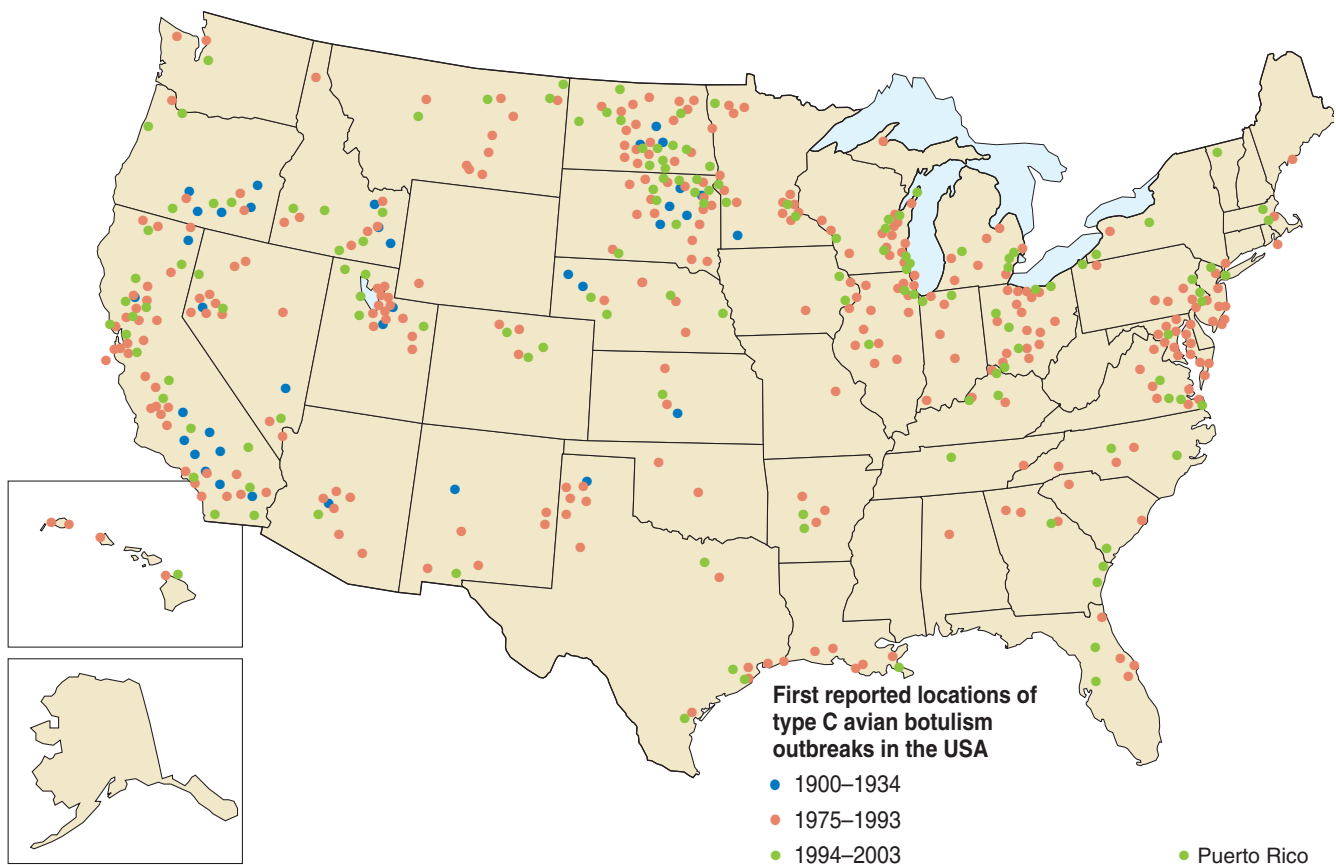 First reported locations of
type C avian botulism
outbreaks in the USA
1900–1934
1975–1993
1994–2003
Puerto Rico